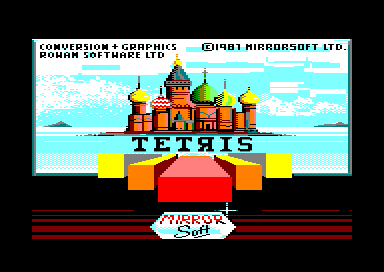 CONVERSION + GRAPHICS
ROWAN SOFTWARE LTD
©1987 MIRRORSOFT LTD.
TETRIS
MIRROR
Soft